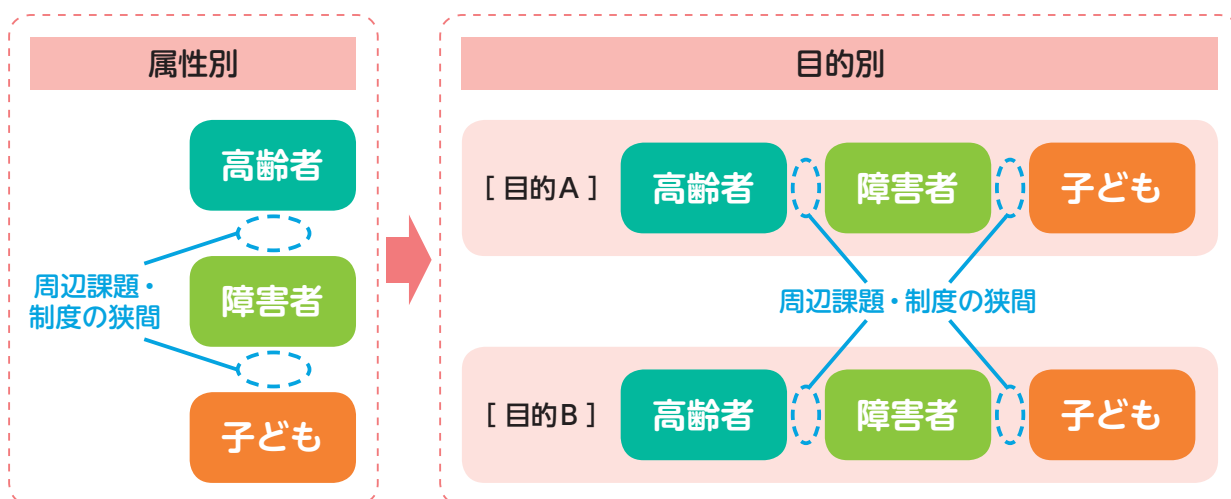 属性別
高齢者
周辺課題・
制度の狭間
障害者
子ども
目的別
[ 目的A ]
高齢者
障害者
子ども
周辺課題・制度の狭間
[ 目的B ]
高齢者
障害者
子ども